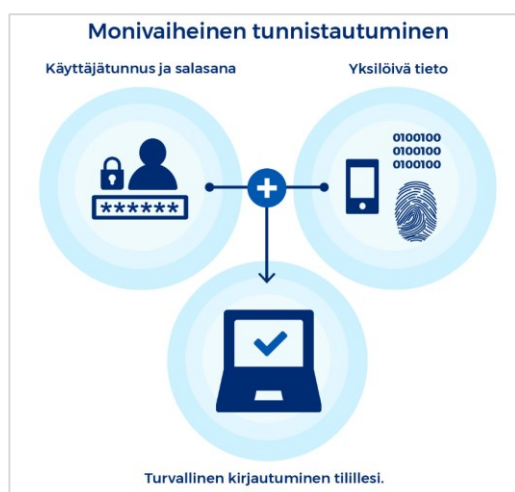 Monivaiheinen tunnistautuminen
Käyttäjätunnus ja salasana
Yksilöivä tieto
0100100
0100100
0100100
******
Turvallinen kirjautuminen tilillesi.